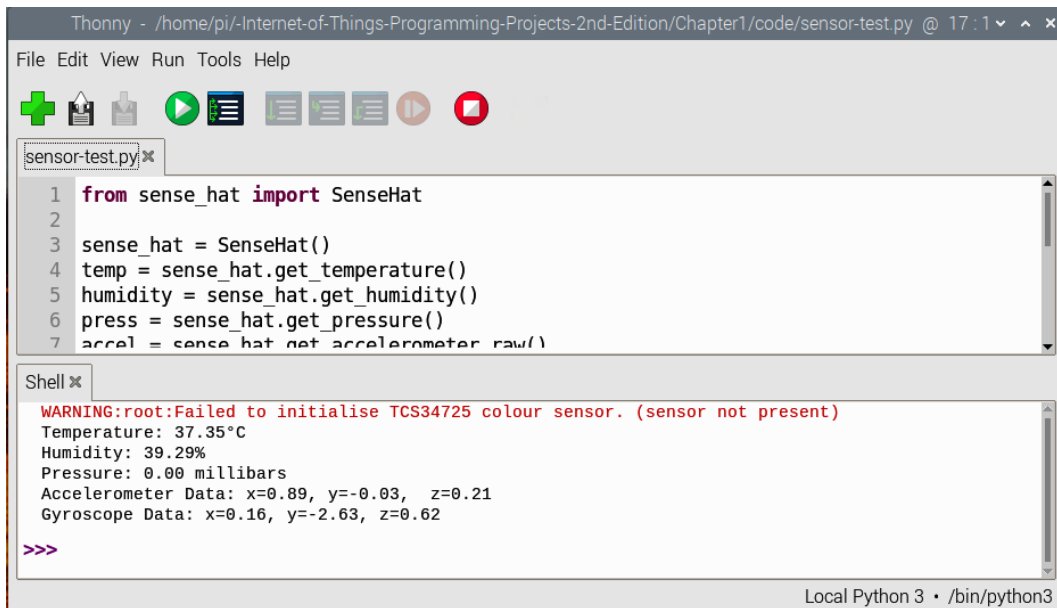 Thonny - /home/pi/-Internet-of-Things-Programming-Projects-2nd-Edition/Chapter1/code/sensor-test.py @ 17 : 1
File Edit View Run Tools Help
sensor-test.py
1 from sense_hat import SenseHat
2
3 sense_hat = SenseHat()
4 temp = sense_hat.get_temperature()
5 humidity = sense_hat.get_humidity()
6 press = sense_hat.get_pressure()
7 accel = sense_hat.get_accelerometer_raw()
Shell
WARNING:root:Failed to initialise TCS34725 colour sensor. (sensor not present)
Temperature: 37.35°C
Humidity: 39.29%
Pressure: 0.00 millibars
Accelerometer Data: x=0.89, y=-0.03, z=0.21
Gyroscope Data: x=0.16, y=-2.63, z=0.62
>>>
Local Python 3 • /bin/python3